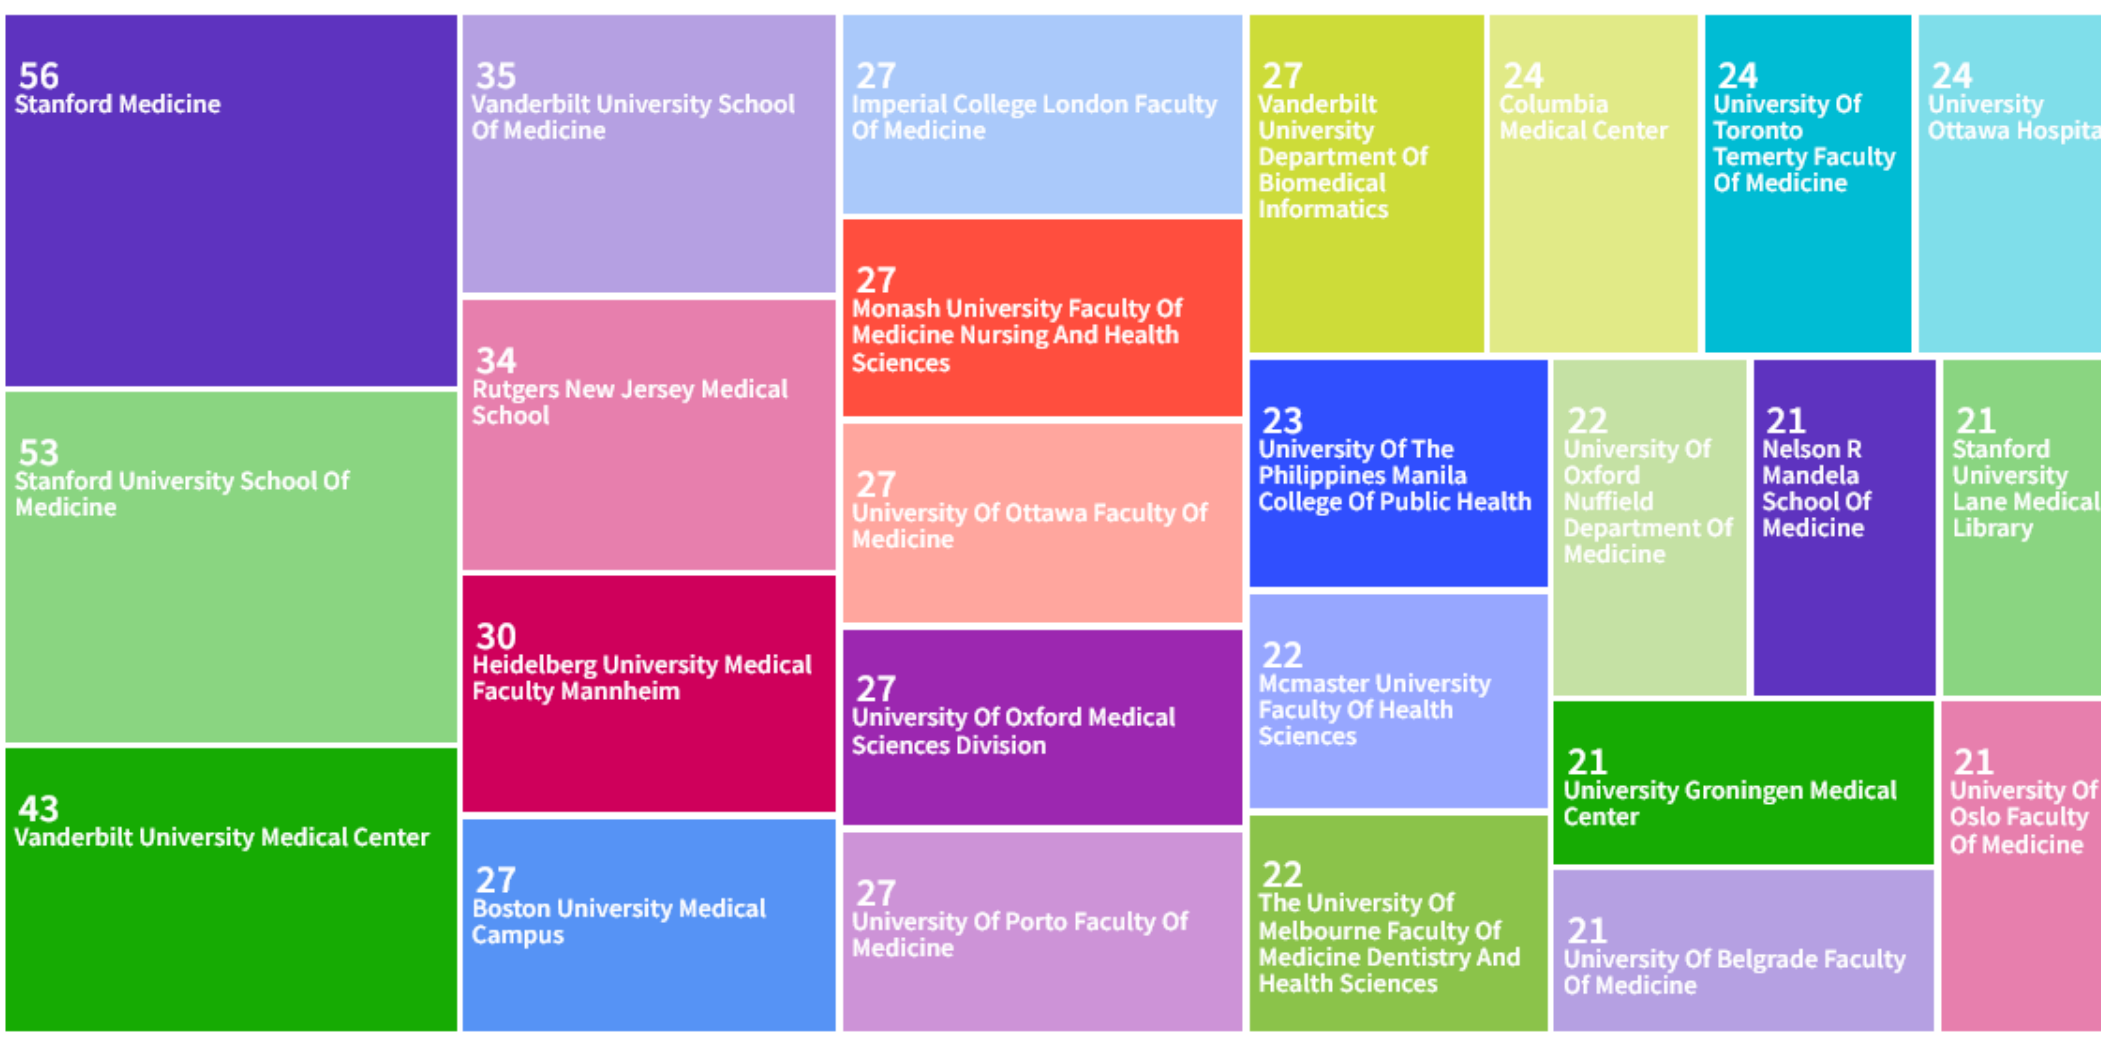 56
Stanford Medicine
53
Stanford University School Of
Medicine
43
Vanderbilt University Medical Center
35
Vanderbilt University School
Of Medicine
34
Rutgers New Jersey Medical
School
30
Heidelberg University Medical
Faculty Mannheim
27
Boston University Medical
Campus
27
Imperial College London Faculty
Of Medicine
27
Monash University Faculty Of
Medicine Nursing And Health
Sciences
27
University Of Ottawa Faculty Of
Medicine
27
University Of Oxford Medical
Sciences Division
27
University Of Porto Faculty Of
Medicine
27
Vanderbilt
University
Department Of
Biomedical
Informatics
24
Columbia
Medical Center
24
University Of
Toronto
Temerty Faculty
Of Medicine
24
University
Ottawa Hospita
23
University Of The
Philippines Manila
College Of Public Health
22
Mcmaster University
Faculty Of Health
Sciences
22
The University Of
Melbourne Faculty Of
Medicine Dentistry And
Health Sciences
22
University Of
Oxford
Nuffield
Department Of
Medicine
21
Nelson R
Mandela
School Of
Medicine
21
Stanford
University
Lane Medical
Library
21
University Groningen Medical
Center
21
University Of Belgrade Faculty
Of Medicine
21
University Of
Oslo Faculty
Of Medicine